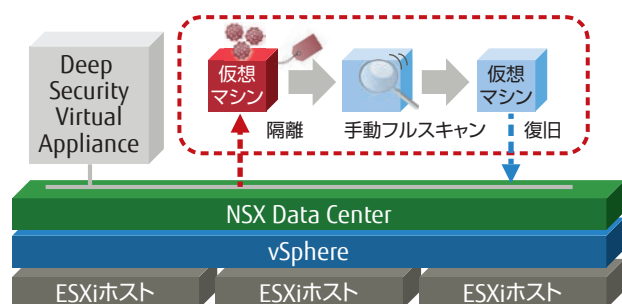 Deep
Security
Virtual
Appliance
仮想
マシン
隔離
手動フルスキャン
仮想
マシン
復旧
NSX Data Center
vSphere
ESXiホスト
ESXiホスト
ESXiホスト